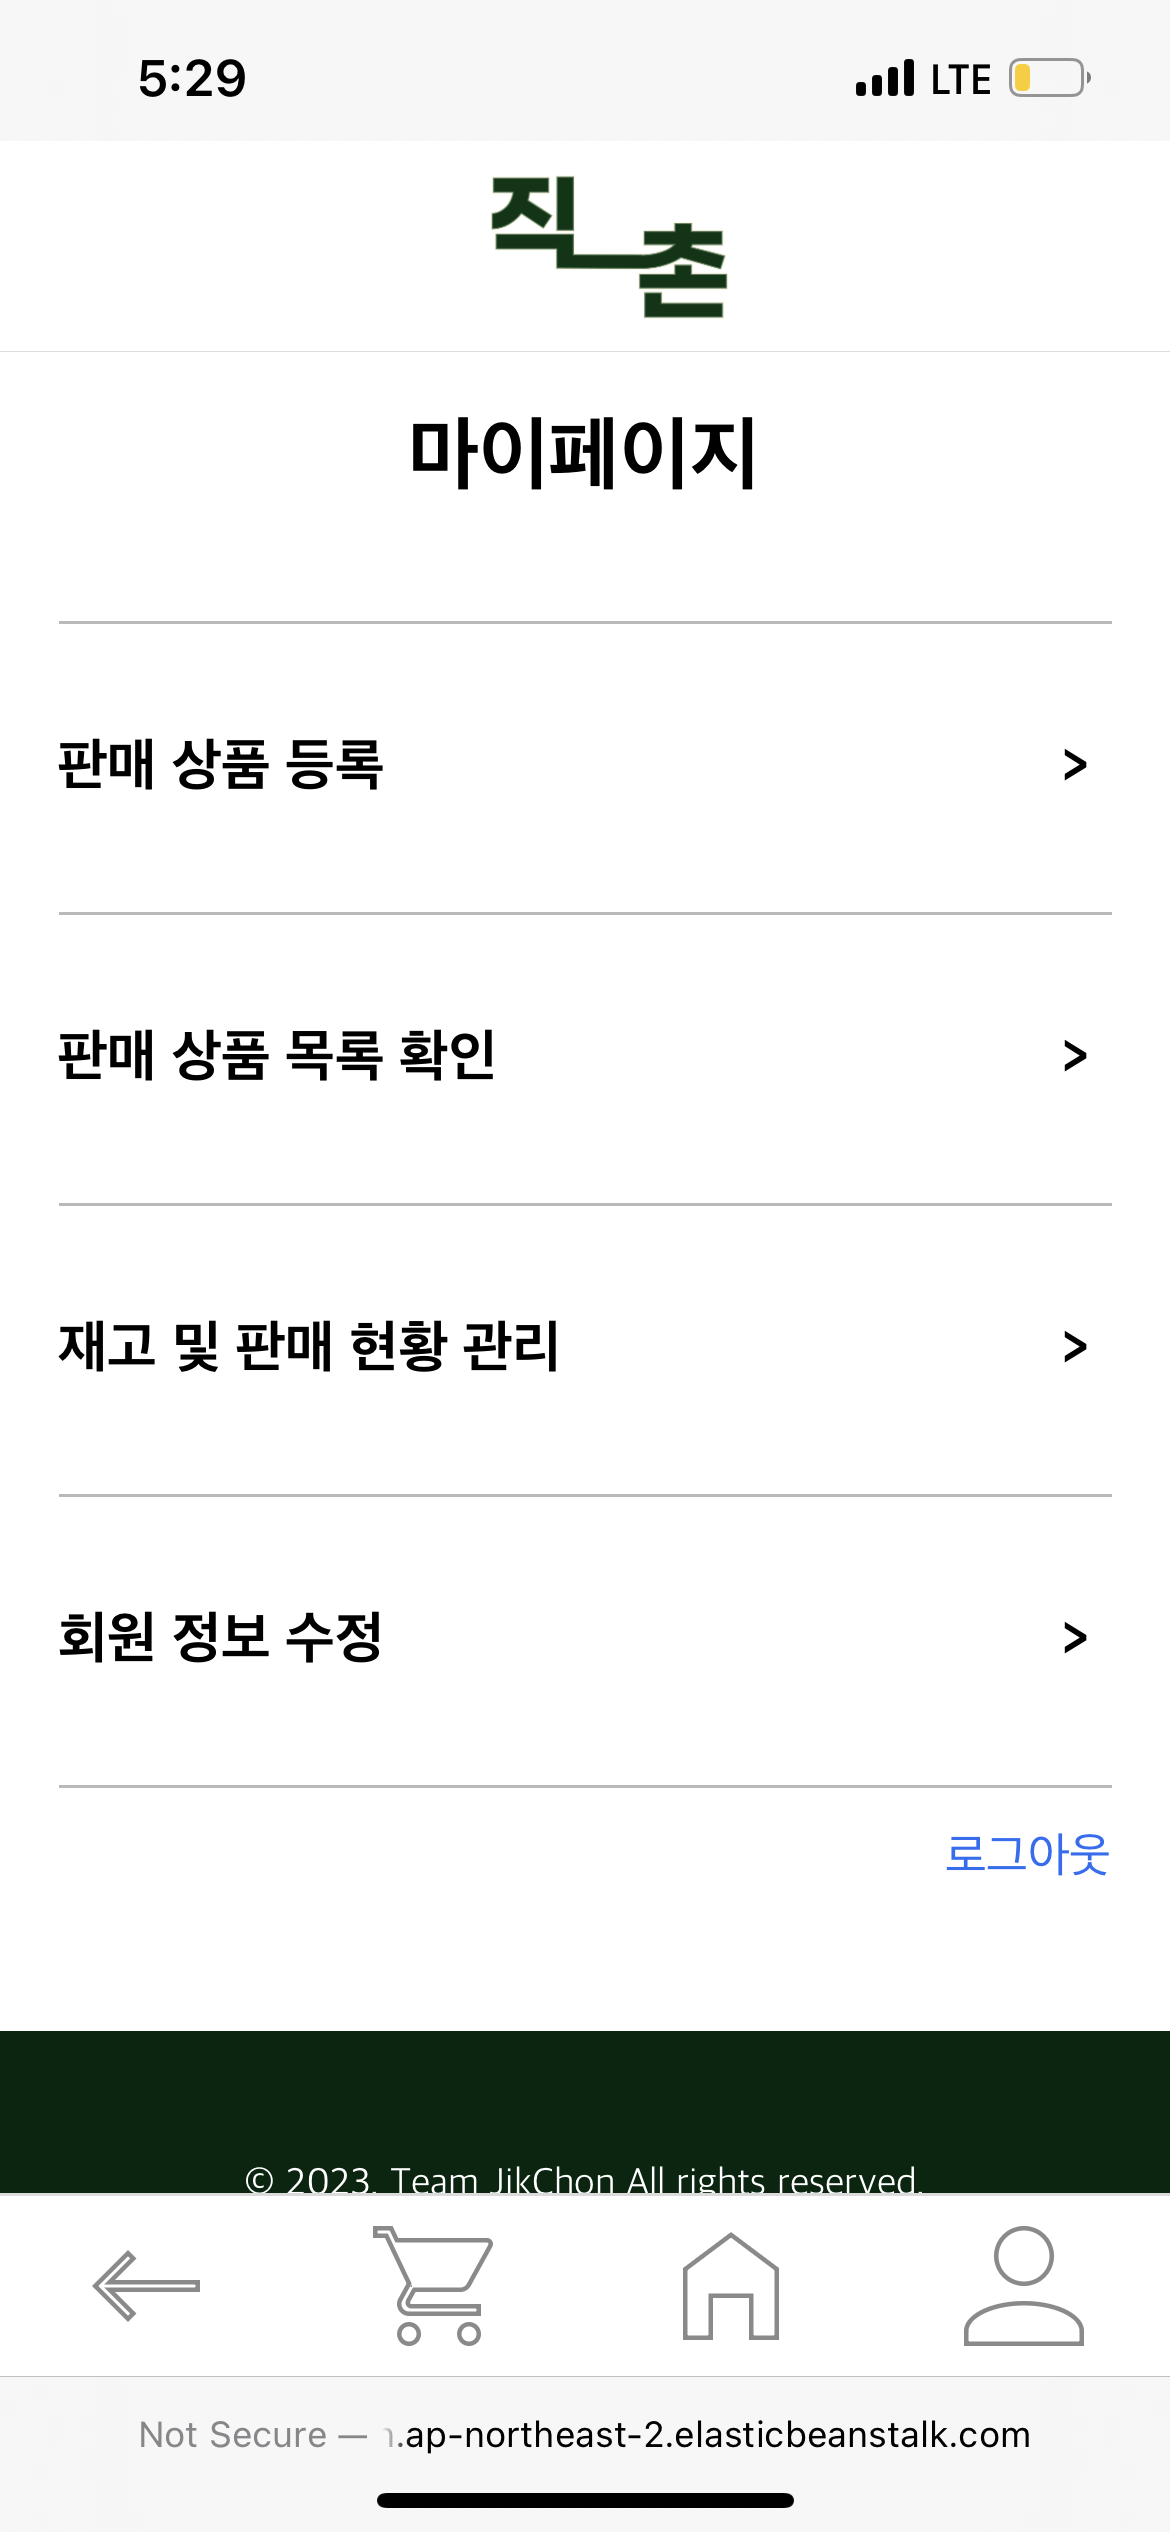 5:29
LTE
직촌
마이페이지
판매 상품 등록 >
판매 상품 목록 확인 >
재고 및 판매 현황 관리 >
회원 정보 수정 >
로그아웃
© 2023. Team JikChon All rights reserved.
Not Secure — .ap-northeast-2.elasticbeanstalk.com